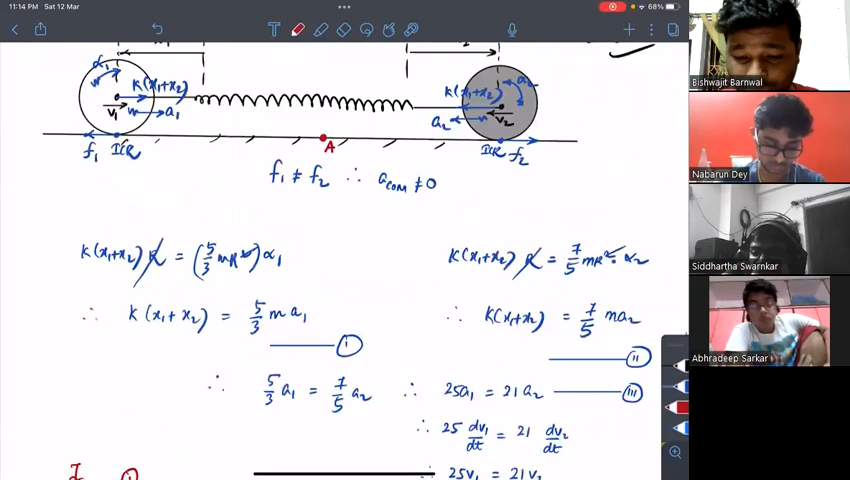 11:14 PM Sat 12 Mar
68%
α₁
K(x₁+x₂)
v₁
a₁
K(x₁+x₂)
a₂
v₂
f₁
ICR
A
ICR
f₂
f₁ ≠ f₂ ∴ a_com ≠ 0
K(x₁+x₂) R = (5/3 mR²) α₁
K(x₁+x₂) R = 7/5 mR² · α₂
∴ K(x₁+x₂) = 5/3 m a₁
∴ K(x₁+x₂) = 7/5 m a₂
I
II
∴ 5/3 a₁ = 7/5 a₂ ∴ 25a₁ = 21a₂ III
∴ 25 dv₁/dt = 21 dv₂/dt
∴ 25v₁ = 21v₂
Bishwajit Barnwal
Nabarun Dey
Siddhartha Swarnkar
Abhradeep Sarkar